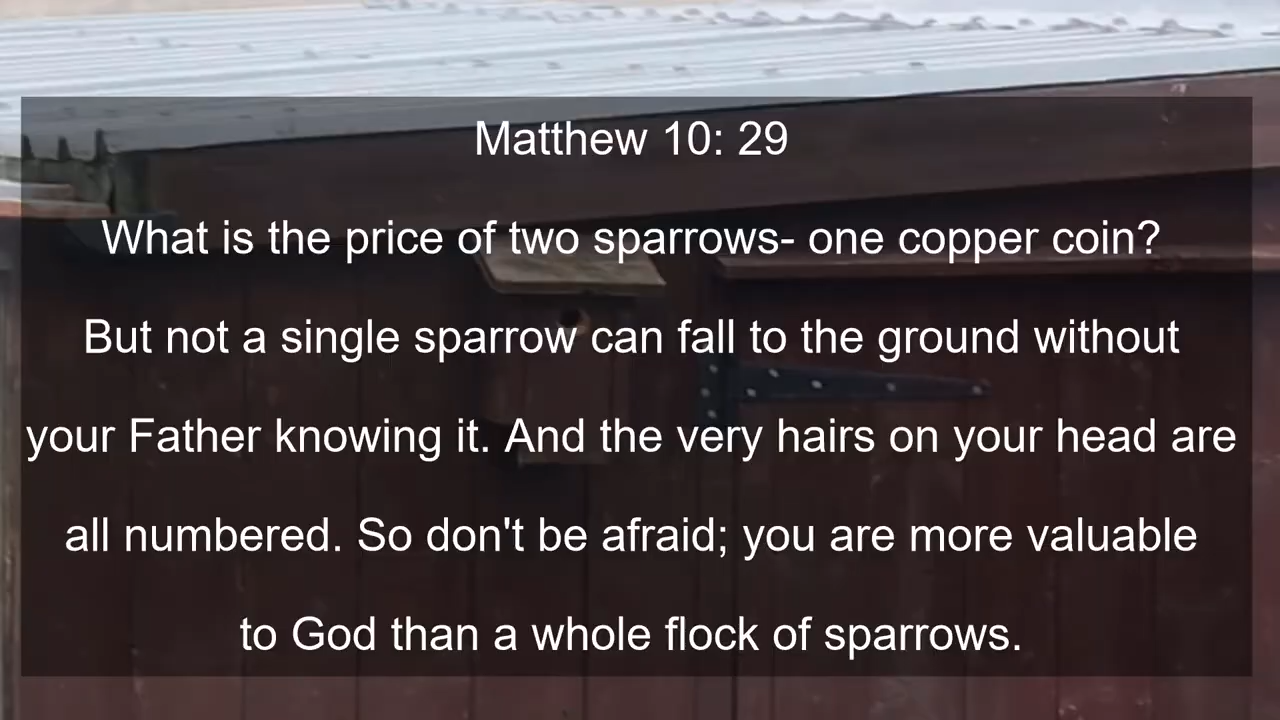 Matthew 10: 29
What is the price of two sparrows- one copper coin?
But not a single sparrow can fall to the ground without
your Father knowing it. And the very hairs on your head are
all numbered. So don't be afraid; you are more valuable
to God than a whole flock of sparrows.